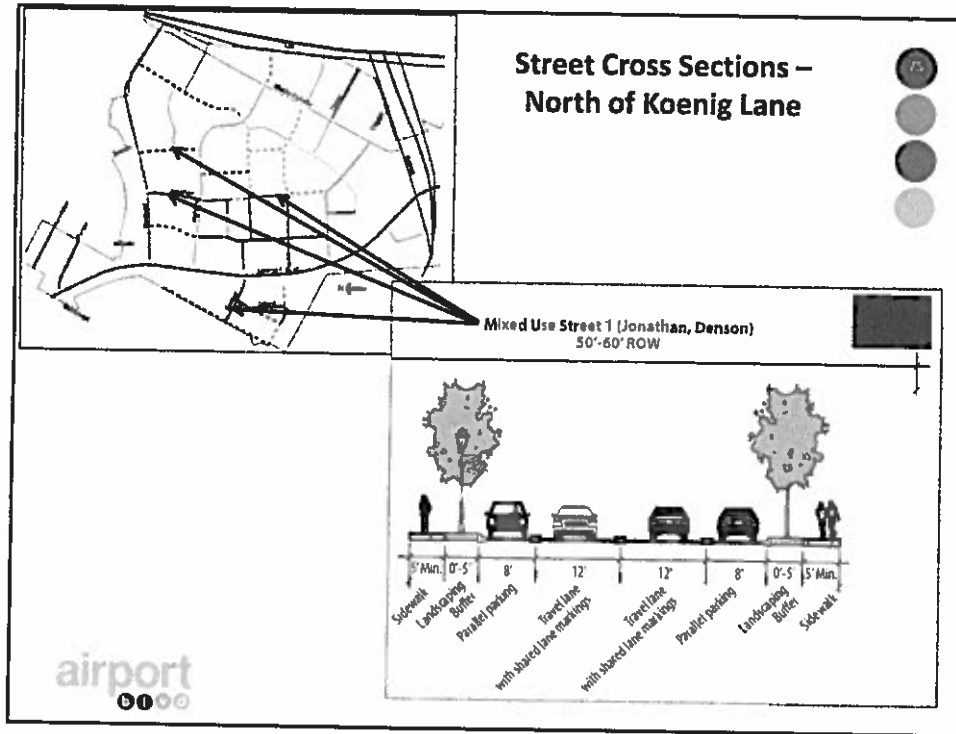 Street Cross Sections –
North of Koenig Lane
75
Mixed Use Street 1 (Jonathan, Denson)
50'-60' ROW
5' Min.
0'-5'
8'
12'
12'
8'
0'-5'
5' Min.
Sidewalk
Landscaping
Buffer
Parallel parking
Travel lane
with shared lane markings
Travel lane
with shared lane markings
Parallel parking
Landscaping
Buffer
Sidewalk
airport